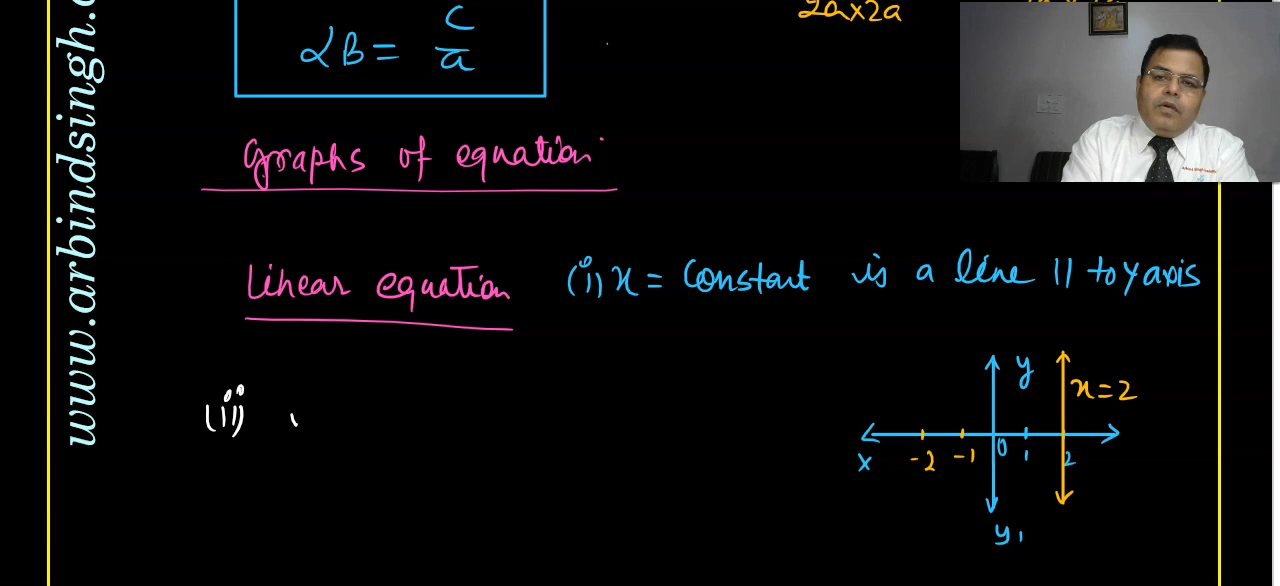 2a×2a
c
αβ = a
Graphs of equation
Linear equation (i) x = Constant is a line || to y axis
(ii)
y
x=2
x -2 -1 0 1 2
y₁
www.arbindsingh.